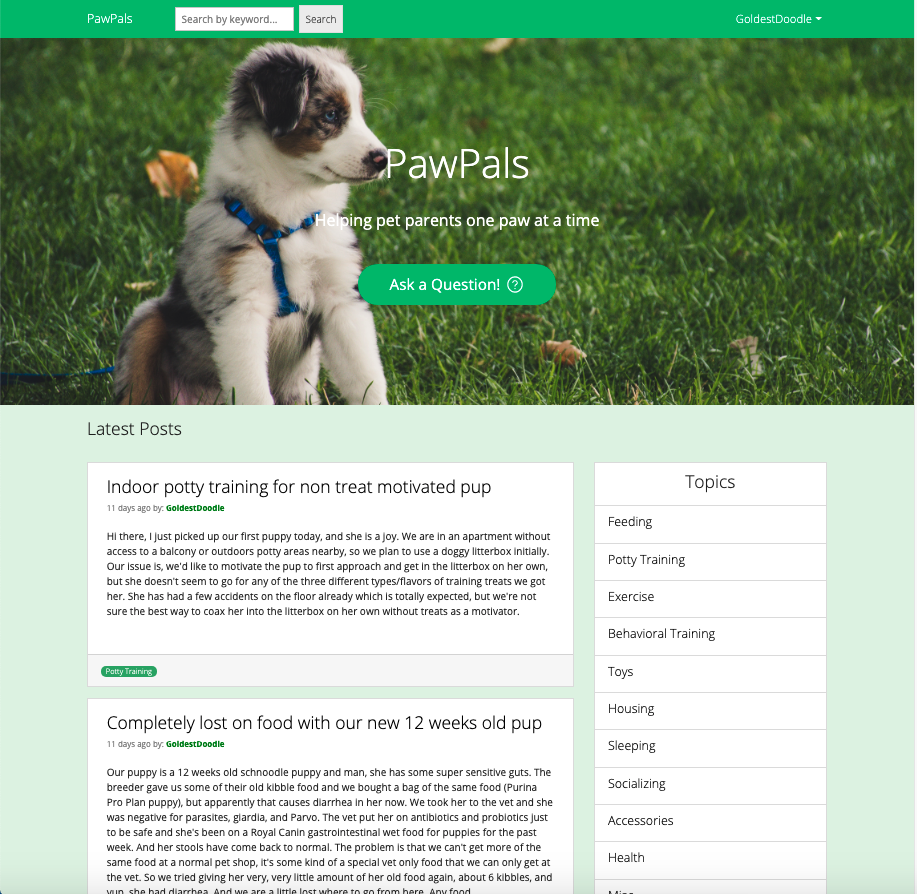 PawPals
Search by keyword...
Search
GoldestDoodle
PawPals
Helping pet parents one paw at a time
Ask a Question!
Latest Posts
Indoor potty training for non treat motivated pup
11 days ago by: GoldestDoodle
Hi there, I just picked up our first puppy today, and she is a joy. We are in an apartment without
access to a balcony or outdoors potty areas nearby, so we plan to use a doggy litterbox initially.
Our issue is, we'd like to motivate the pup to first approach and get in the litterbox on her own,
but she doesn't seem to go for any of the three different types/flavors of training treats we got
her. She has had a few accidents on the floor already which is totally expected, but we're not
sure the best way to coax her into the litterbox on her own without treats as a motivator.
Potty Training
Completely lost on food with our new 12 weeks old pup
11 days ago by: GoldestDoodle
Our puppy is a 12 weeks old schnoodle puppy and man, she has some super sensitive guts. The
breeder gave us some of their old kibble food and we bought a bag of the same food (Purina
Pro Plan puppy), but apparently that causes diarrhea in her now. We took her to the vet and she
was negative for parasites, giardia, and Parvo. The vet put her on antibiotics and probiotics just
to be safe and she's been on a Royal Canin gastrointestinal wet food for puppies for the past
week. And her stools have come back to normal. The problem is that we can't get more of the
same food at a normal pet shop, it's some kind of a special vet only food that we can only get at
the vet. So we tried giving her very, very little amount of her old food again, about 6 kibbles, and
yup, she had diarrhea. And we are a little lost where to go from here. Any food
Topics
Feeding
Potty Training
Exercise
Behavioral Training
Toys
Housing
Sleeping
Socializing
Accessories
Health
Misc